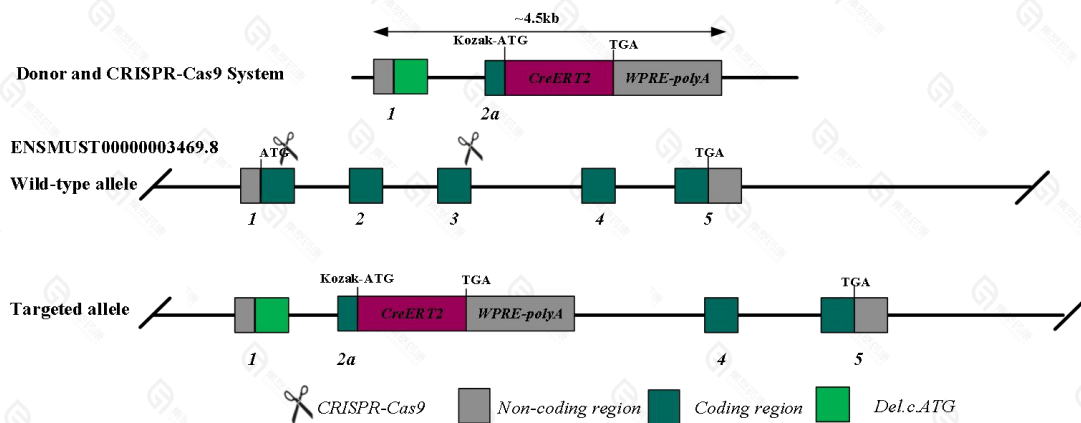 ~4.5kb
Kozak-ATG
TGA
Donor and CRISPR-Cas9 System
CreERT2
WPRE-polyA
1
2a
ENSMUST00000003469.8
ATG
TGA
Wild-type allele
1
2
3
4
5
Kozak-ATG
TGA
TGA
Targeted allele
CreERT2
WPRE-polyA
1
2a
4
5
CRISPR-Cas9
Non-coding region
Coding region
Del.c.ATG